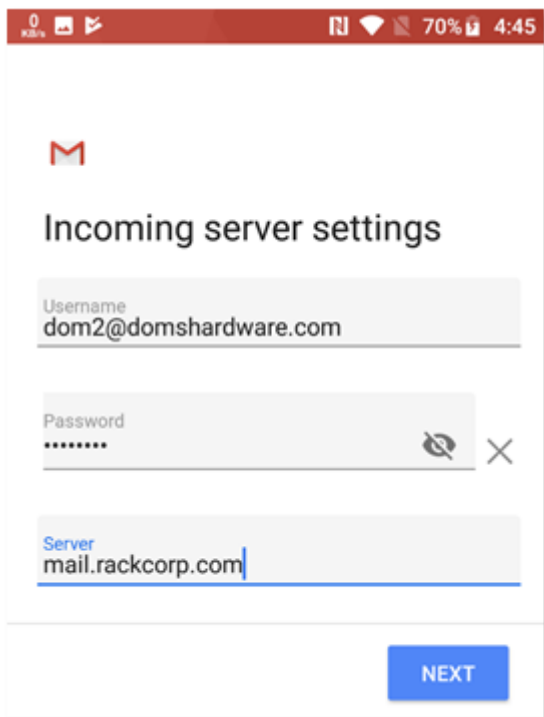 0 KB/s 70% 4:45
Incoming server settings
Username
dom2@domshardware.com
Password
••••••••
Server
mail.rackcorp.com
NEXT